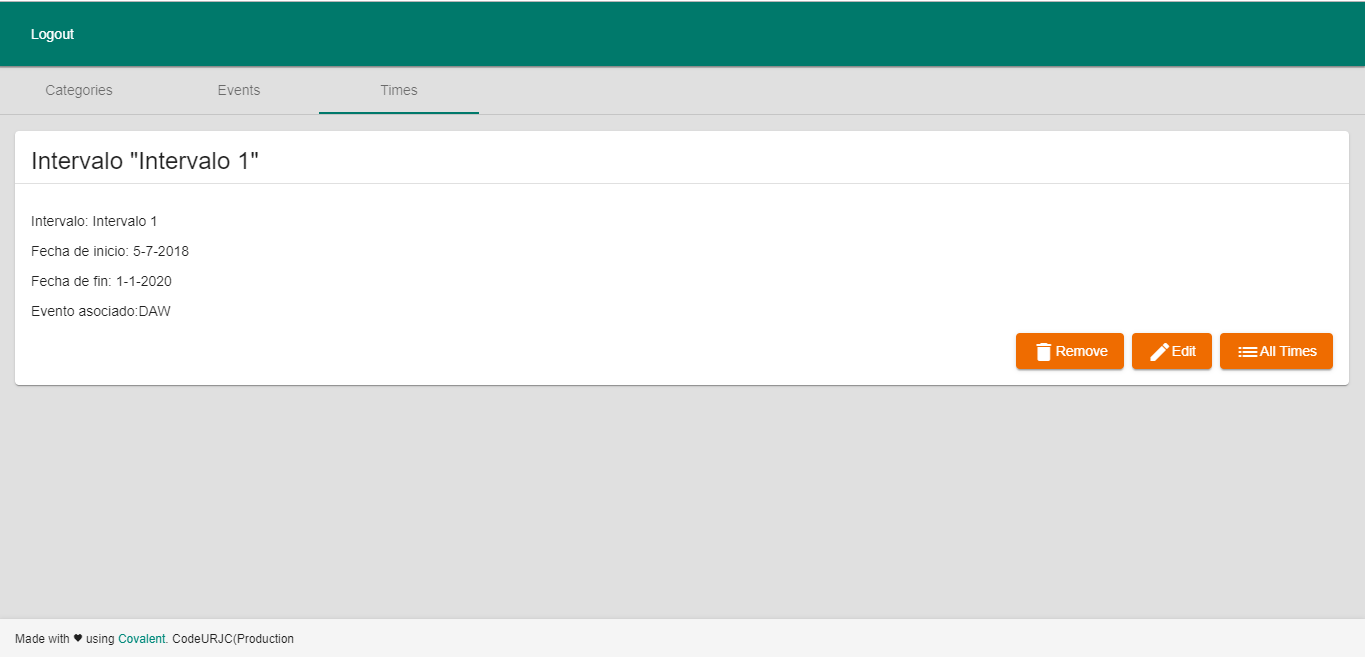 Logout
Categories Events Times
Intervalo "Intervalo 1"
Intervalo: Intervalo 1
Fecha de inicio: 5-7-2018
Fecha de fin: 1-1-2020
Evento asociado:DAW
Remove Edit All Times
Made with ♥ using Covalent. CodeURJC(Production